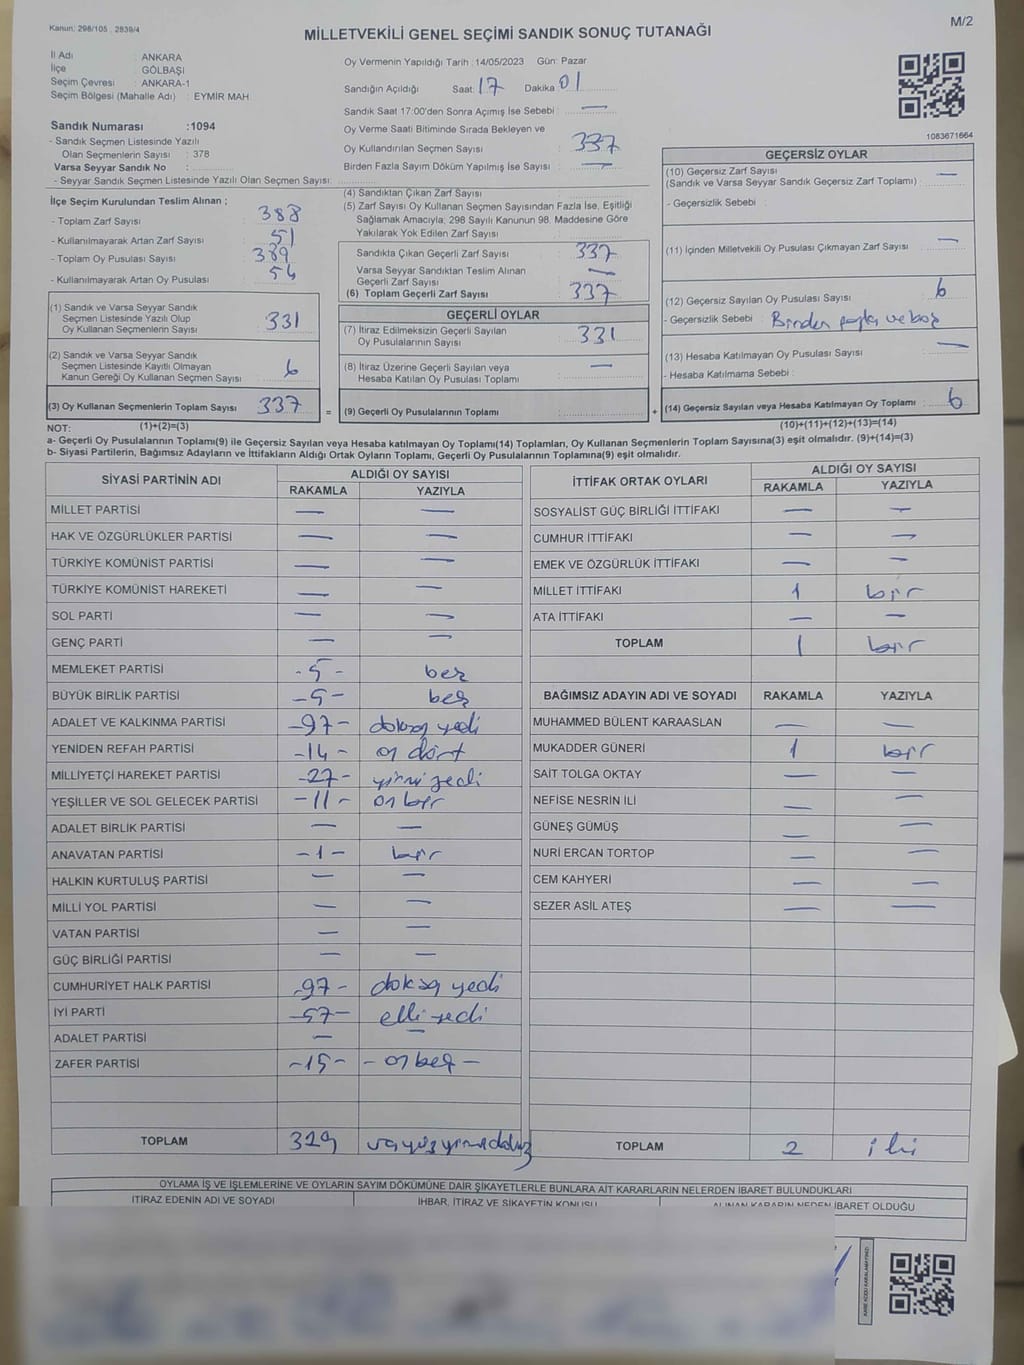 Kanun: 298/105 , 2839/4
M/2
MİLLETVEKİLİ GENEL SEÇİMİ SANDIK SONUÇ TUTANAĞI
İl Adı : ANKARA
İlçe : GÖLBAŞI
Seçim Çevresi : ANKARA-1
Seçim Bölgesi (Mahalle Adı) : EYMİR MAH
Sandık Numarası :1094
- Sandık Seçmen Listesinde Yazılı
Olan Seçmenlerin Sayısı : 378
Varsa Seyyar Sandık No :
- Seyyar Sandık Seçmen Listesinde Yazılı Olan Seçmen Sayısı:
İlçe Seçim Kurulundan Teslim Alınan ;
- Toplam Zarf Sayısı 388
- Kullanılmayarak Artan Zarf Sayısı 51
- Toplam Oy Pusulası Sayısı 389
- Kullanılmayarak Artan Oy Pusulası
Oy Vermenin Yapıldığı Tarih : 14/05/2023 Gün: Pazar
Sandığın Açıldığı Saat: 17 Dakika 01
Sandık Saat 17:00'den Sonra Açımış İse Sebebi : —
Oy Verme Saati Bitiminde Sırada Bekleyen ve
Oy Kullandırılan Seçmen Sayısı : 337
Birden Fazla Sayım Döküm Yapılmış İse Sayısı : —
(4) Sandıktan Çıkan Zarf Sayısı
(5) Zarf Sayısı Oy Kullanan Seçmen Sayısından Fazla İse, Eşitliği
Sağlamak Amacıyla; 298 Sayılı Kanunun 98. Maddesine Göre
Yakılarak Yok Edilen Zarf Sayısı
Sandıkta Çıkan Geçerli Zarf Sayısı 337
Varsa Seyyar Sandıktan Teslim Alınan
Geçerli Zarf Sayısı —
(6) Toplam Geçerli Zarf Sayısı 337
1083671664
GEÇERSİZ OYLAR
(10) Geçersiz Zarf Sayısı —
(Sandık ve Varsa Seyyar Sandık Geçersiz Zarf Toplamı)
- Geçersizlik Sebebi :
(11) İçinden Milletvekili Oy Pusulası Çıkmayan Zarf Sayısı —
(12) Geçersiz Sayılan Oy Pusulası Sayısı 6
- Geçersizlik Sebebi : Birden fazla ve boş
(13) Hesaba Katılmayan Oy Pusulası Sayısı —
- Hesaba Katılmama Sebebi :
(14) Geçersiz Sayılan veya Hesaba Katılmayan Oy Toplamı 6
(10)+(11)+(12)+(13)=(14)
(1) Sandık ve Varsa Seyyar Sandık
Seçmen Listesinde Yazılı Olup
Oy Kullanan Seçmenlerin Sayısı 331
(2) Sandık ve Varsa Seyyar Sandık
Seçmen Listesinde Kayıtlı Olmayan
Kanun Gereği Oy Kullanan Seçmen Sayısı 6
(3) Oy Kullanan Seçmenlerin Toplam Sayısı 337 =
GEÇERLİ OYLAR
(7) İtiraz Edilmeksizin Geçerli Sayılan
Oy Pusulalarının Sayısı 331
(8) İtiraz Üzerine Geçerli Sayılan veya
Hesaba Katılan Oy Pusulası Toplamı —
(9) Geçerli Oy Pusulalarının Toplamı +
NOT: (1)+(2)=(3)
a- Geçerli Oy Pusulalarının Toplamı(9) ile Geçersiz Sayılan veya Hesaba katılmayan Oy Toplamı(14) Toplamları, Oy Kullanan Seçmenlerin Toplam Sayısına(3) eşit olmalıdır. (9)+(14)=(3)
b- Siyasi Partilerin, Bağımsız Adayların ve İttifakların Aldığı Ortak Oyların Toplamı, Geçerli Oy Pusulalarının Toplamına(9) eşit olmalıdır.
SİYASİ PARTİNİN ADI
ALDIĞI OY SAYISI
RAKAMLA YAZIYLA
MİLLET PARTİSİ — —
HAK VE ÖZGÜRLÜKLER PARTİSİ — —
TÜRKİYE KOMÜNİST PARTİSİ — —
TÜRKİYE KOMÜNİST HAREKETİ — —
SOL PARTİ — —
GENÇ PARTİ — —
MEMLEKET PARTİSİ -5- beş
BÜYÜK BİRLİK PARTİSİ -5- beş
ADALET VE KALKINMA PARTİSİ -97- doksan yedi
YENİDEN REFAH PARTİSİ -14- on dört
MİLLİYETÇİ HAREKET PARTİSİ -27- yirmi yedi
YEŞİLLER VE SOL GELECEK PARTİSİ -11- on bir
ADALET BİRLİK PARTİSİ — —
ANAVATAN PARTİSİ -1- bir
HALKIN KURTULUŞ PARTİSİ — —
MİLLİ YOL PARTİSİ — —
VATAN PARTİSİ — —
GÜÇ BİRLİĞİ PARTİSİ — —
CUMHURİYET HALK PARTİSİ -97- doksan yedi
İYİ PARTİ -57- elli yedi
ADALET PARTİSİ — —
ZAFER PARTİSİ -15- - on beş -
TOPLAM 329
İTTİFAK ORTAK OYLARI
ALDIĞI OY SAYISI
RAKAMLA YAZIYLA
SOSYALİST GÜÇ BİRLİĞİ İTTİFAKI — —
CUMHUR İTTİFAKI — —
EMEK VE ÖZGÜRLÜK İTTİFAKI — —
MİLLET İTTİFAKI 1 bir
ATA İTTİFAKI — —
TOPLAM 1 bir
BAĞIMSIZ ADAYIN ADI VE SOYADI RAKAMLA YAZIYLA
MUHAMMED BÜLENT KARAASLAN — —
MUKADDER GÜNERİ 1 bir
SAİT TOLGA OKTAY — —
NEFİSE NESRİN İLİ — —
GÜNEŞ GÜMÜŞ — —
NURİ ERCAN TORTOP — —
CEM KAHYERİ — —
SEZER ASİL ATEŞ — —
TOPLAM 2 iki
OYLAMA İŞ VE İŞLEMLERİNE VE OYLARIN SAYIM DÖKÜMÜNE DAİR ŞİKAYETLERLE BUNLARA AİT KARARLARIN NELERDEN İBARET BULUNDUKLARI
İTİRAZ EDENİN ADI VE SOYADI
İHBAR, İTİRAZ VE ŞİKAYETİN KONUSU
ALINAN KARARIN NEDEN İBARET OLDUĞU